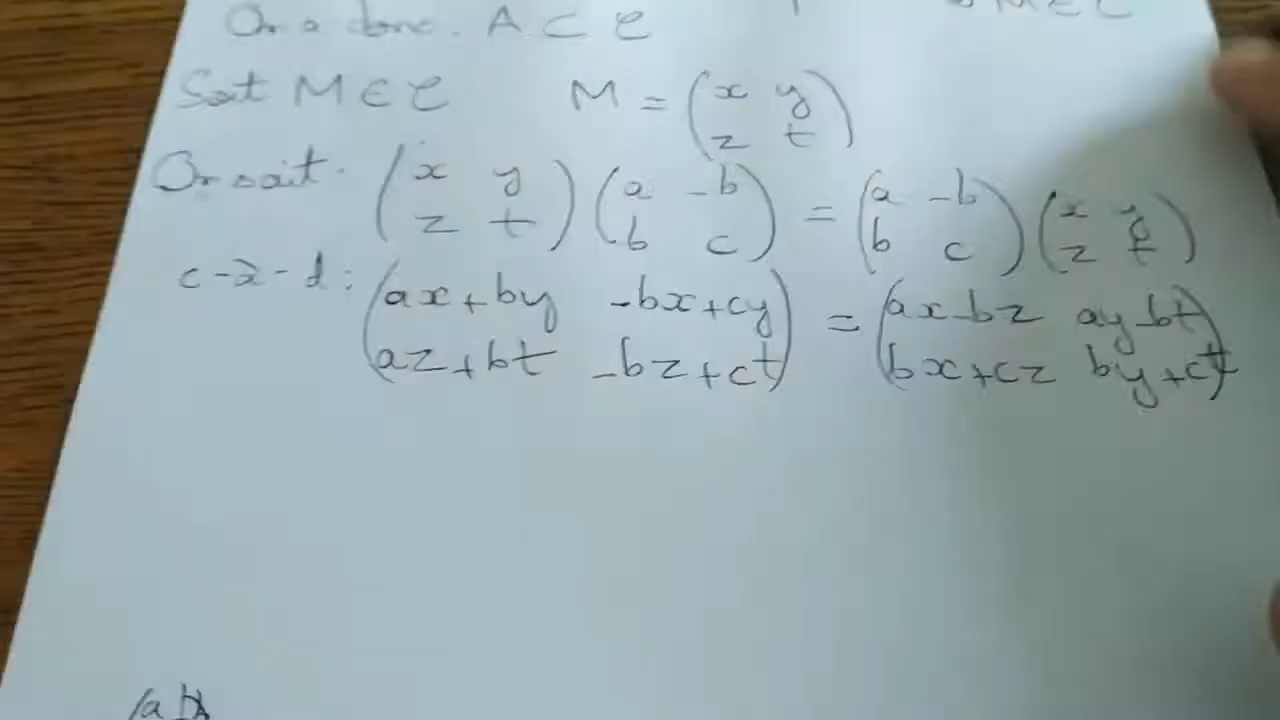 On a donc. A ⊂ C
M ∈ C
Soit M ∈ C M = (x y z t)
On sait. (x y z t) (a -b b c) = (a -b b c) (x y z t)
c-à-d: (ax+by -bx+cy az+bt -bz+ct) = (ax-bz ay-bt bx+cz by+ct)
(a b